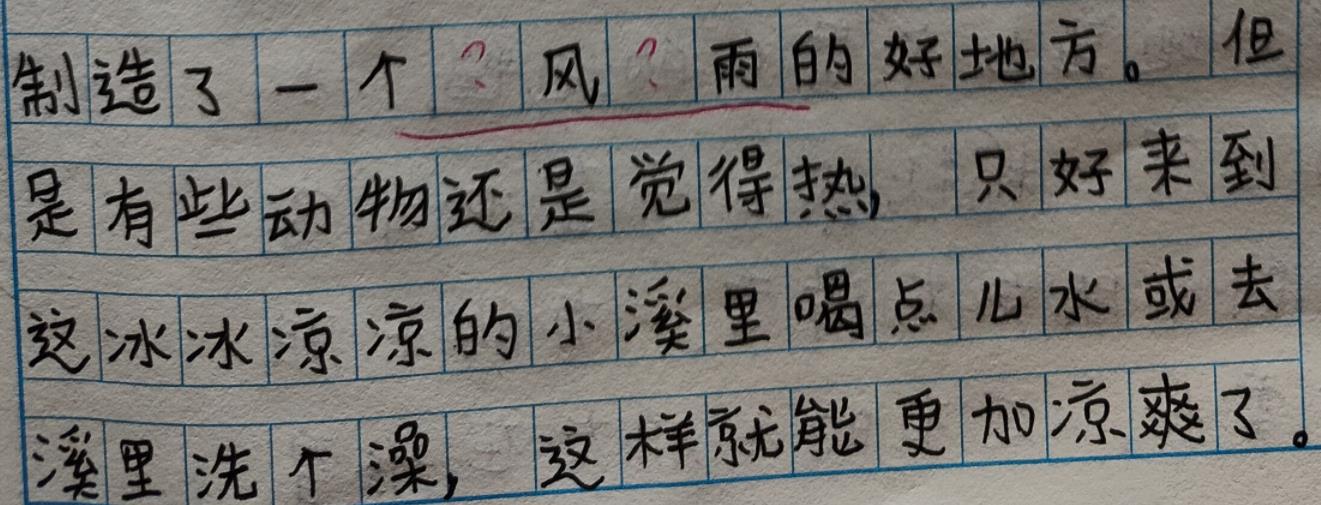 制造了一个?风?雨的好地方。但
是有些动物还是觉得热,只好来到
这冰冰凉凉的小溪里喝点儿水或去
溪里洗个澡,这样就能更加凉爽了。